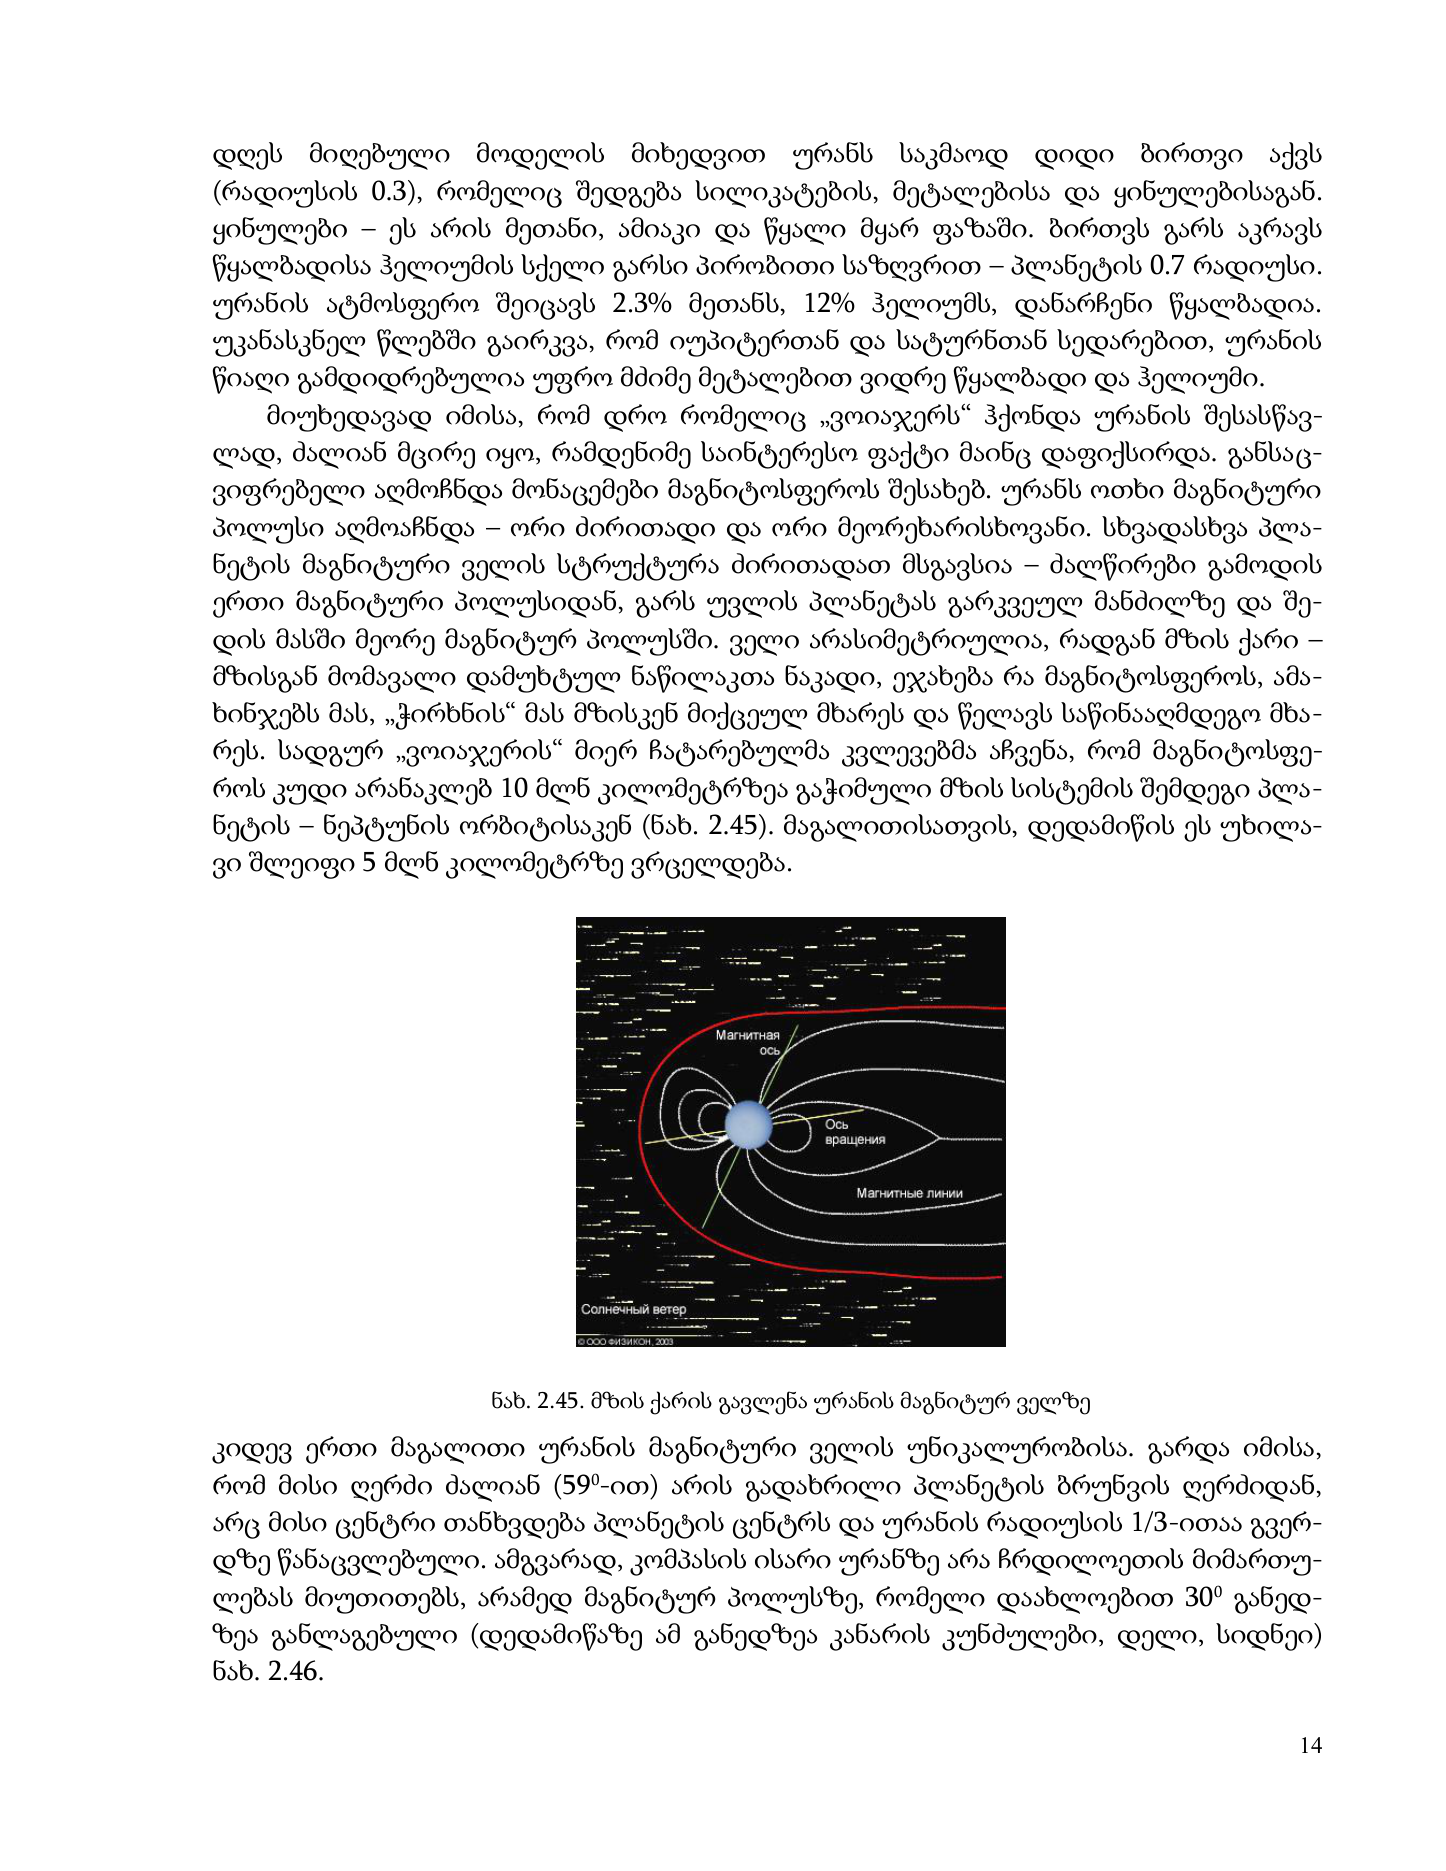 დღეს მიღებული მოდელის მიხედვით ურანს საკმაოდ დიდი ბირთვი აქვს
(რადიუსის 0.3), რომელიც შედგება სილიკატების, მეტალებისა და ყინულებისაგან.
ყინულები – ეს არის მეთანი, ამიაკი და წყალი მყარ ფაზაში. ბირთვს გარს აკრავს
წყალბადისა ჰელიუმის სქელი გარსი პირობითი საზღვრით – პლანეტის 0.7 რადიუსი.
ურანის ატმოსფერო შეიცავს 2.3% მეთანს, 12% ჰელიუმს, დანარჩენი წყალბადია.
უკანასკნელ წლებში გაირკვა, რომ იუპიტერთან და სატურნთან სედარებით, ურანის
წიაღი გამდიდრებულია უფრო მძიმე მეტალებით ვიდრე წყალბადი და ჰელიუმი.
მიუხედავად იმისა, რომ დრო რომელიც „ვოიაჯერს“ ჰქონდა ურანის შესასწავ-
ლად, ძალიან მცირე იყო, რამდენიმე საინტერესო ფაქტი მაინც დაფიქსირდა. განსაც-
ვიფრებელი აღმოჩნდა მონაცემები მაგნიტოსფეროს შესახებ. ურანს ოთხი მაგნიტური
პოლუსი აღმოაჩნდა – ორი ძირითადი და ორი მეორეხარისხოვანი. სხვადასხვა პლა-
ნეტის მაგნიტური ველის სტრუქტურა ძირითადათ მსგავსია – ძალწირები გამოდის
ერთი მაგნიტური პოლუსიდან, გარს უვლის პლანეტას გარკვეულ მანძილზე და შე-
დის მასში მეორე მაგნიტურ პოლუსში. ველი არასიმეტრიულია, რადგან მზის ქარი –
მზისგან მომავალი დამუხტულ ნაწილაკთა ნაკადი, ეჯახება რა მაგნიტოსფეროს, ამა-
ხინჯებს მას, „ჭირხნის“ მას მზისკენ მიქცეულ მხარეს და წელავს საწინააღმდეგო მხა-
რეს. სადგურ „ვოიაჯერის“ მიერ ჩატარებულმა კვლევებმა აჩვენა, რომ მაგნიტოსფე-
როს კუდი არანაკლებ 10 მლნ კილომეტრზეა გაჭიმული მზის სისტემის შემდეგი პლა-
ნეტის – ნეპტუნის ორბიტისაკენ (ნახ. 2.45). მაგალითისათვის, დედამიწის ეს უხილა-
ვი შლეიფი 5 მლნ კილომეტრზე ვრცელდება.
Магнитная
ось
Ось
вращения
Магнитные линии
Солнечный ветер
© ООО ФИЗИКОН, 2003
ნახ. 2.45. მზის ქარის გავლენა ურანის მაგნიტურ ველზე
კიდევ ერთი მაგალითი ურანის მაგნიტური ველის უნიკალურობისა. გარდა იმისა,
რომ მისი ღერძი ძალიან (59⁰-ით) არის გადახრილი პლანეტის ბრუნვის ღერძიდან,
არც მისი ცენტრი თანხვდება პლანეტის ცენტრს და ურანის რადიუსის 1/3-ითაა გვერ-
დზე წანაცვლებული. ამგვარად, კომპასის ისარი ურანზე არა ჩრდილოეთის მიმართუ-
ლებას მიუთითებს, არამედ მაგნიტურ პოლუსზე, რომელი დაახლოებით 30⁰ განედ-
ზეა განლაგებული (დედამიწაზე ამ განედზეა კანარის კუნძულები, დელი, სიდნეი)
ნახ. 2.46.
14